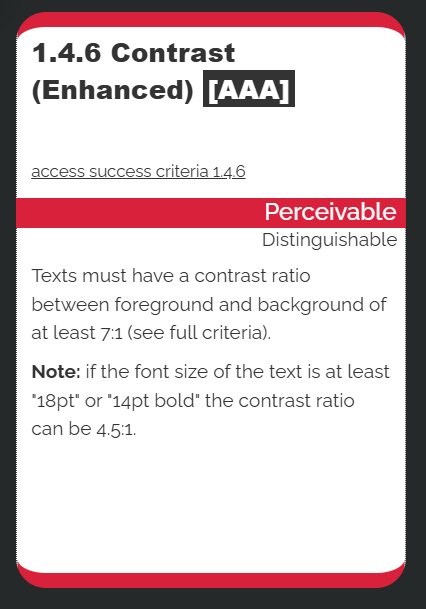 1.4.6 Contrast
(Enhanced) [AAA]
access success criteria 1.4.6
Perceivable
Distinguishable
Texts must have a contrast ratio
between foreground and background of
at least 7:1 (see full criteria).
Note: if the font size of the text is at least
"18pt" or "14pt bold" the contrast ratio
can be 4.5:1.